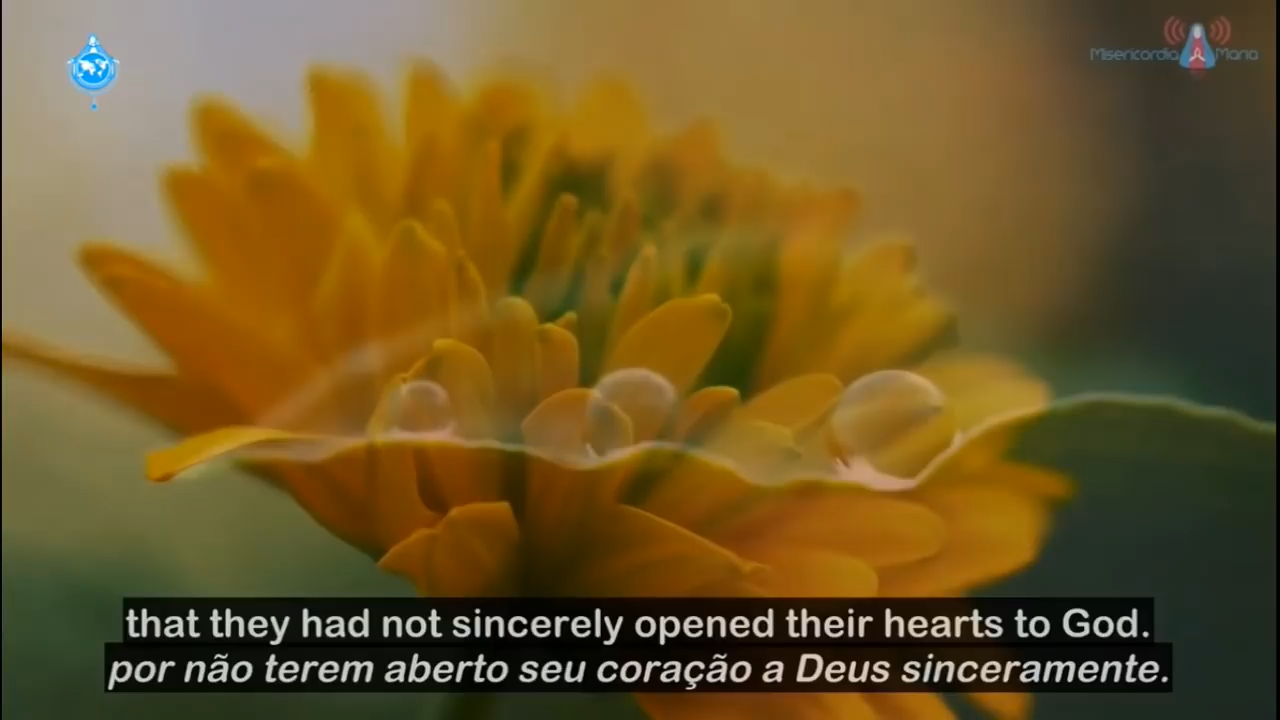 Misericordia Maria
that they had not sincerely opened their hearts to God.
por não terem aberto seu coração a Deus sinceramente.